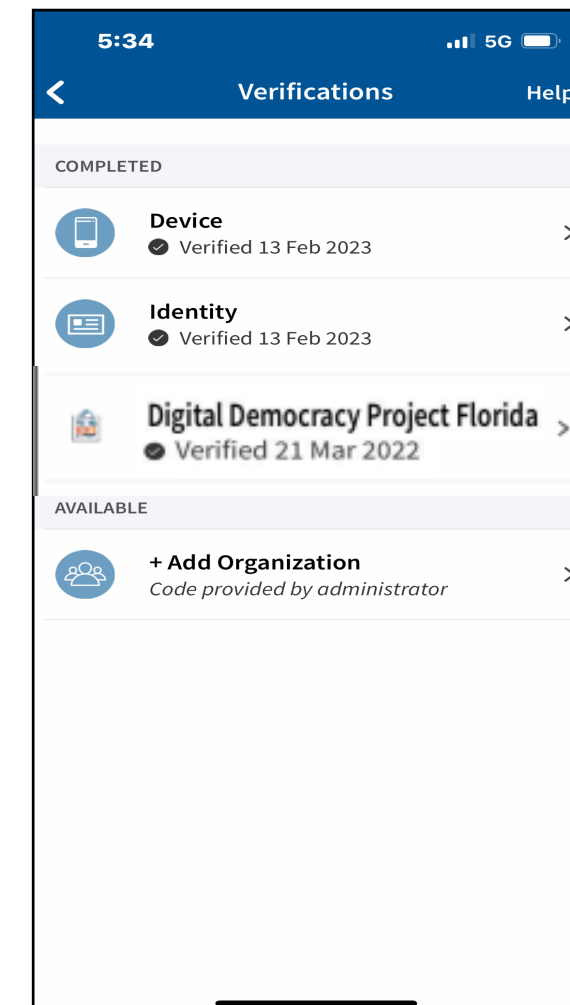 5:34 5G
Verifications Help
COMPLETED
Device
Verified 13 Feb 2023
Identity
Verified 13 Feb 2023
Digital Democracy Project Florida
Verified 21 Mar 2022
AVAILABLE
+ Add Organization
Code provided by administrator